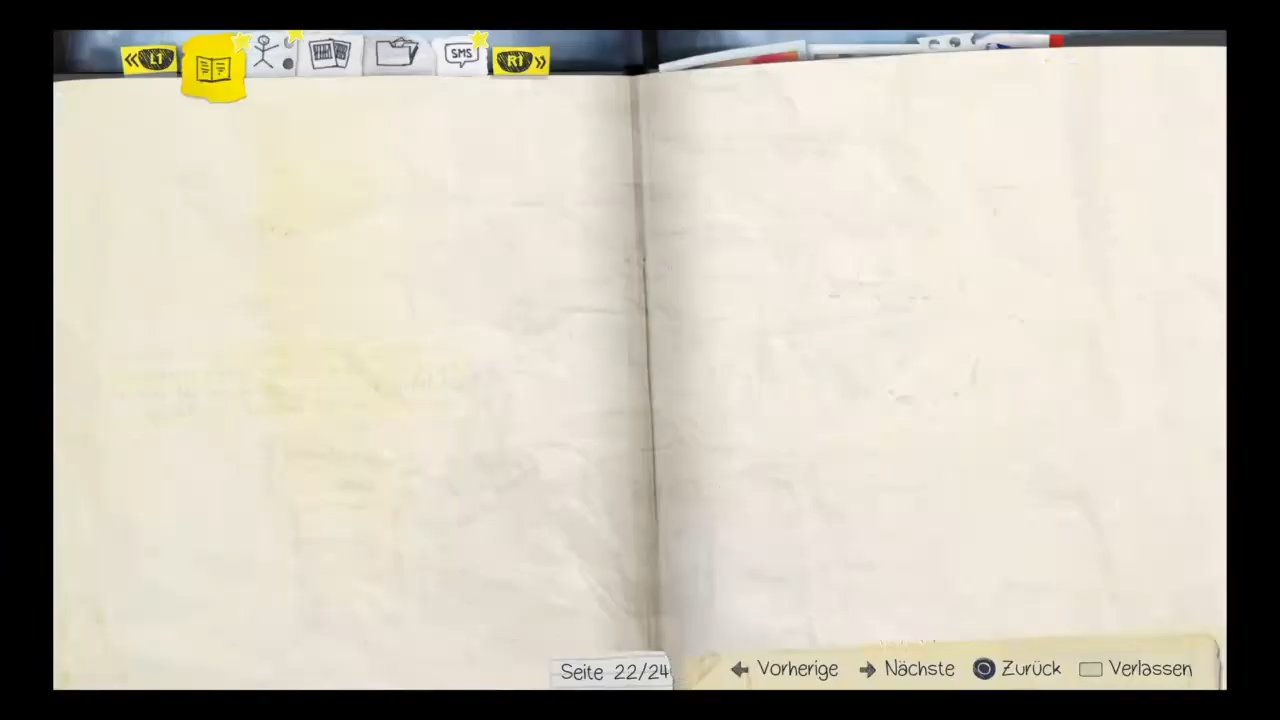 « L1
SMS
R1 »
Seite 22/24
Vorherige
Nächste
Zurück
Verlassen